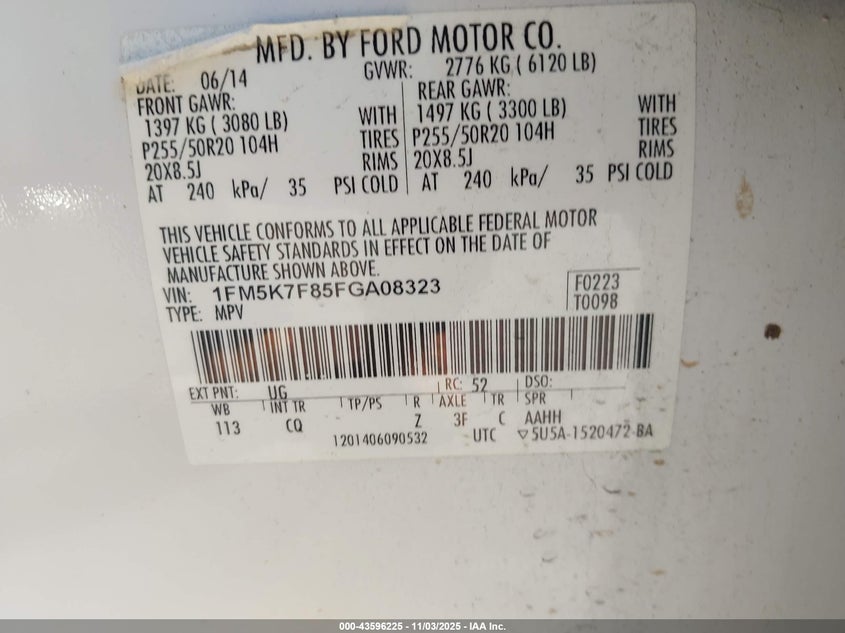 MFD. BY FORD MOTOR CO.
DATE: 06/14 GVWR: 2776 KG ( 6120 LB)
FRONT GAWR: REAR GAWR:
1397 KG ( 3080 LB) WITH 1497 KG ( 3300 LB) WITH
P255/50R20 104H TIRES P255/50R20 104H TIRES
20X8.5J RIMS 20X8.5J RIMS
AT 240 kPa/ 35 PSI COLD AT 240 kPa/ 35 PSI COLD
THIS VEHICLE CONFORMS TO ALL APPLICABLE FEDERAL MOTOR
VEHICLE SAFETY STANDARDS IN EFFECT ON THE DATE OF
MANUFACTURE SHOWN ABOVE.
VIN: 1FM5K7F85FGA08323 F0223
TYPE: MPV T0098
EXT PNT: UG RC: 52 DSO:
WB INT TR TP/PS R AXLE TR SPR
113 CQ Z 3F C AAHH
1201406090532 UTC ▽5U5A-1520472-BA
000-43596225 - 11/03/2025 - IAA Inc.